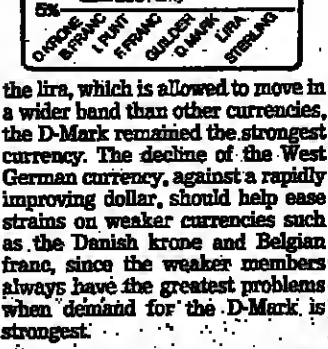 5%
D.KRONE B.FRANC I.PUNT F.FRANC GUILDER D.MARK LIRA STERLING
the lira, which is allowed to move in
a wider band than other currencies,
the D-Mark remained the strongest
currency. The decline of the West
German currency, against a rapidly
improving dollar, should help ease
strains on weaker currencies such
as the Danish krone and Belgian
franc, since the weaker members
always have the greatest problems
when demand for the D-Mark is
strongest.